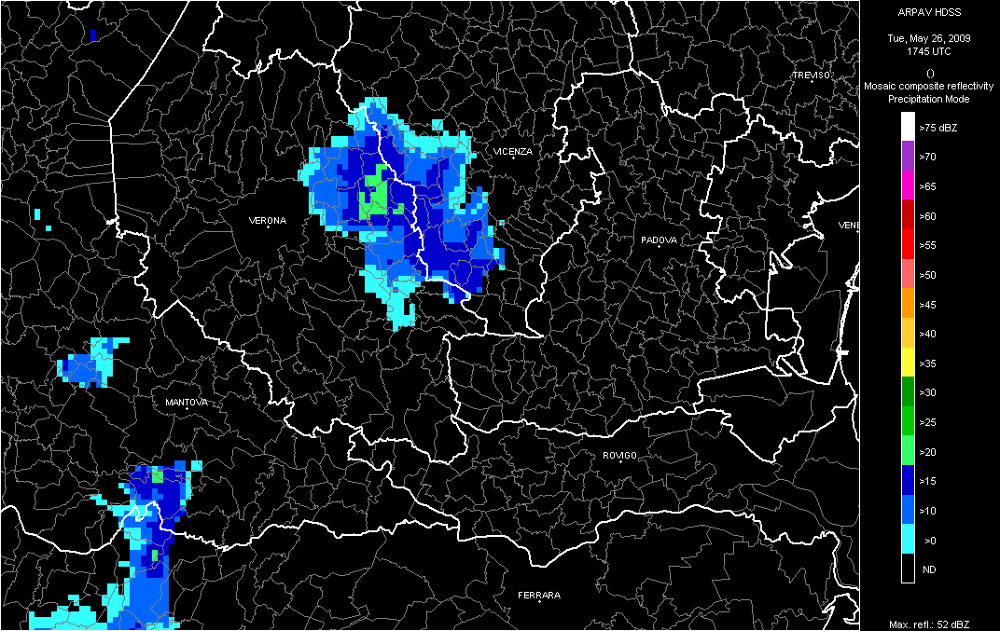 ARPAV HDSS
Tue, May 26, 2009
1745 UTC
()
Mosaic composite reflectivity
Precipitation Mode
>75 dBZ
>70
>65
>60
>55
>50
>45
>40
>35
>30
>25
>20
>15
>10
>0
ND
Max. refl.: 52 dBZ
TREVISO
VICENZA
VERONA
PADOVA
VENE
MANTOVA
ROVIGO
FERRARA